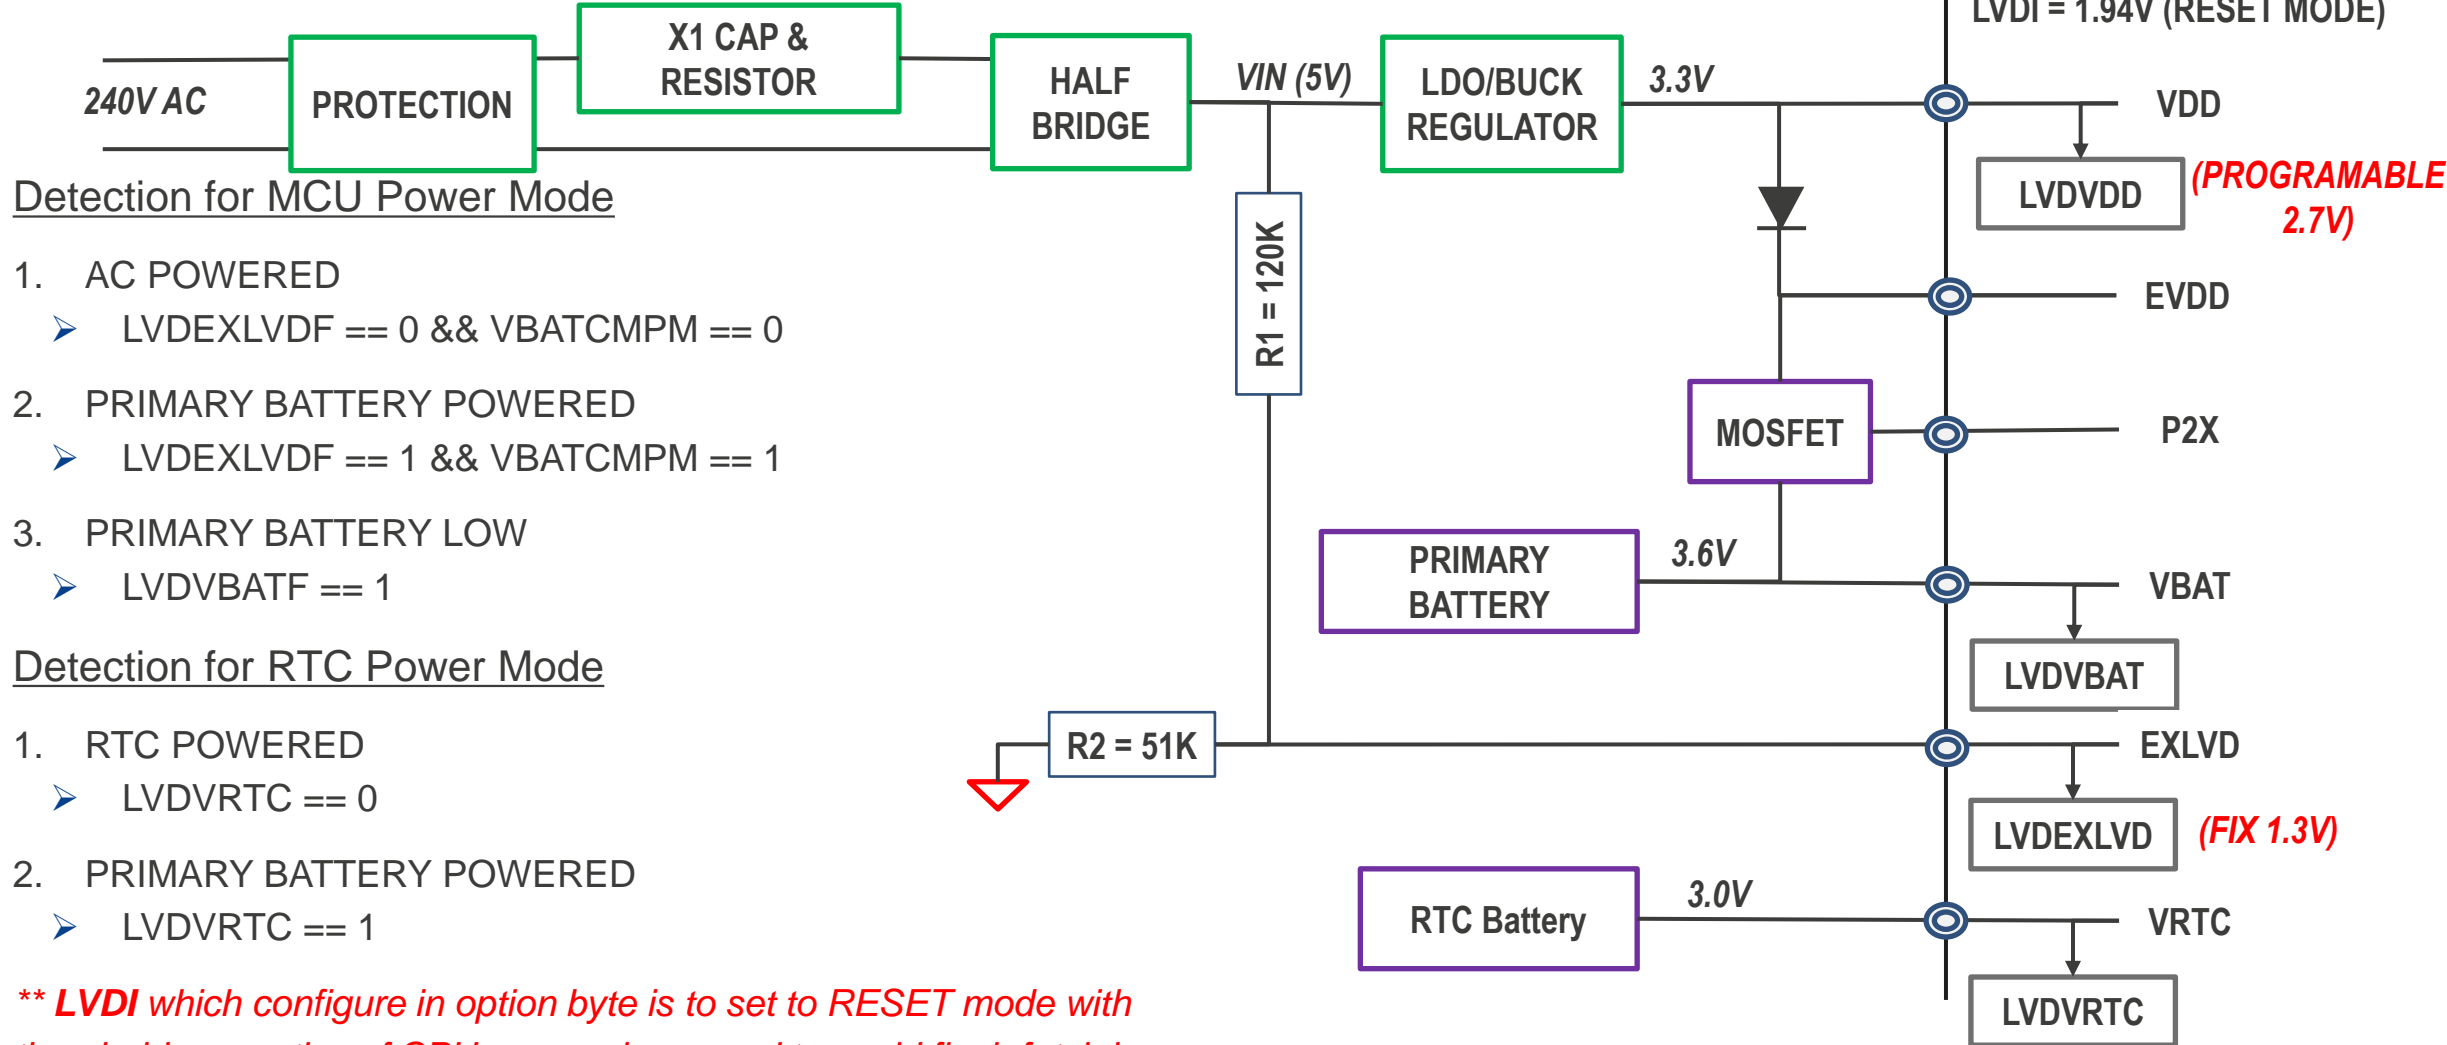 LVDI = 1.94V (RESET MODE)
X1 CAP &
RESISTOR
240V AC
PROTECTION
HALF
BRIDGE
VIN (5V)
LDO/BUCK
REGULATOR
3.3V
VDD
LVDVDD
(PROGRAMABLE
2.7V)
Detection for MCU Power Mode
1. AC POWERED
➢ LVDEXLVDF == 0 && VBATCMPM == 0
2. PRIMARY BATTERY POWERED
➢ LVDEXLVDF == 1 && VBATCMPM == 1
3. PRIMARY BATTERY LOW
➢ LVDVBATF == 1
Detection for RTC Power Mode
1. RTC POWERED
➢ LVDVRTC == 0
2. PRIMARY BATTERY POWERED
➢ LVDVRTC == 1
** LVDI which configure in option byte is to set to RESET mode with
R1 = 120K
EVDD
MOSFET
P2X
PRIMARY
BATTERY
3.6V
VBAT
LVDVBAT
R2 = 51K
EXLVD
LVDEXLVD
(FIX 1.3V)
RTC Battery
3.0V
VRTC
LVDVRTC